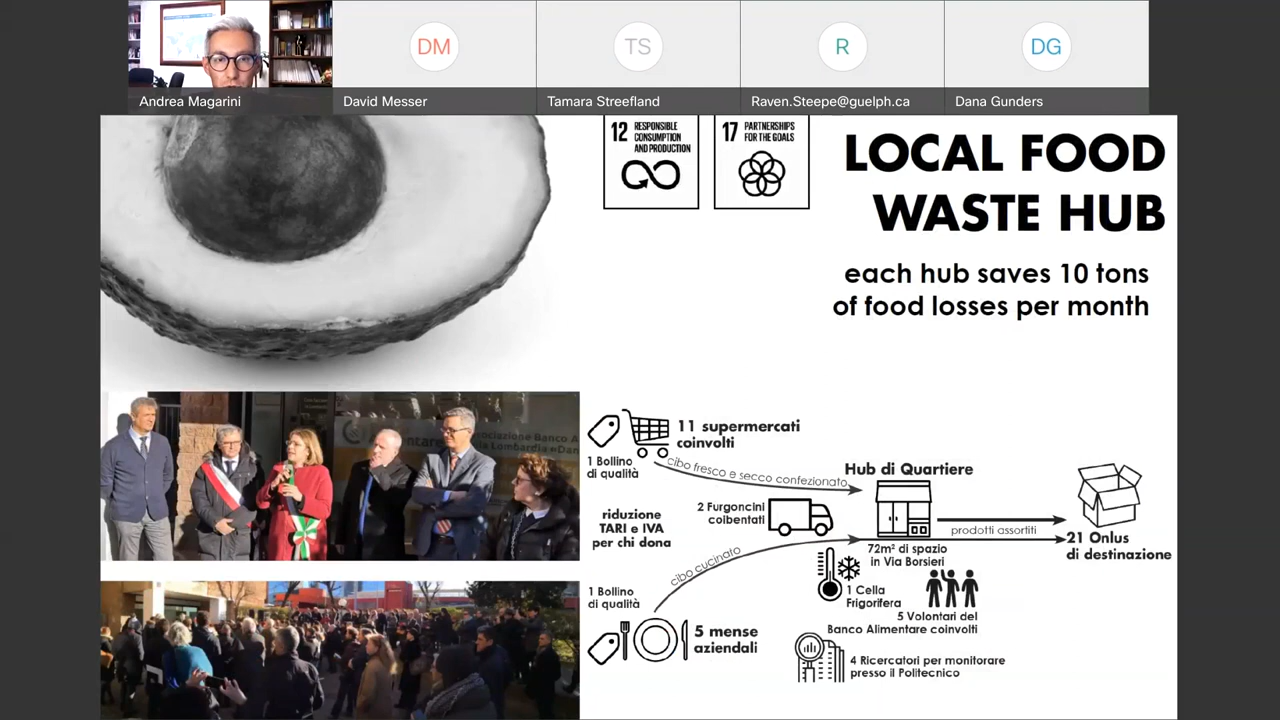 DM
TS
R
DG
Andrea Magarini
David Messer
Tamara Streefland
Raven.Steepe@guelph.ca
Dana Gunders
12 RESPONSIBLE
CONSUMPTION
AND PRODUCTION
17 PARTNERSHIPS
FOR THE GOALS
LOCAL FOOD
WASTE HUB
each hub saves 10 tons
of food losses per month
11 supermercati
coinvolti
1 Bollino
di qualità
cibo fresco e secco confezionato
Hub di Quartiere
riduzione
TARI e IVA
per chi dona
2 Furgoncini
coibentati
prodotti assortiti
21 Onlus
di destinazione
72m² di spazio
in Via Borsieri
cibo cucinato
1 Cella
Frigorifera
1 Bollino
di qualità
5 Volontari del
Banco Alimentare coinvolti
5 mense
aziendali
4 Ricercatori per monitorare
presso il Politecnico
ociazione Banco A
la Lombardia «Dan